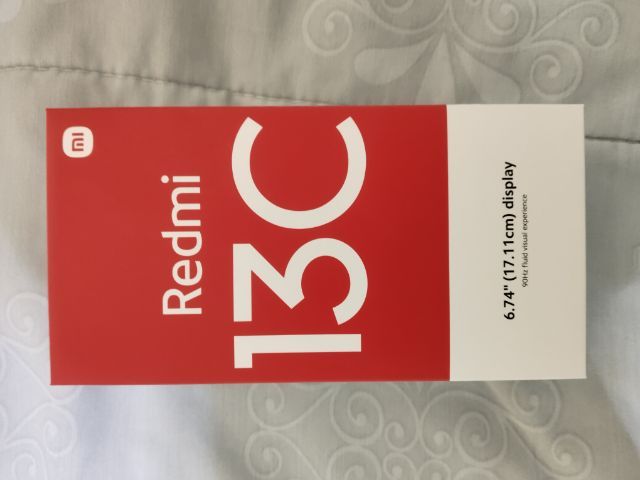 mi
Redmi
13C
6.74" (17.11cm) display
90Hz fluid visual experience